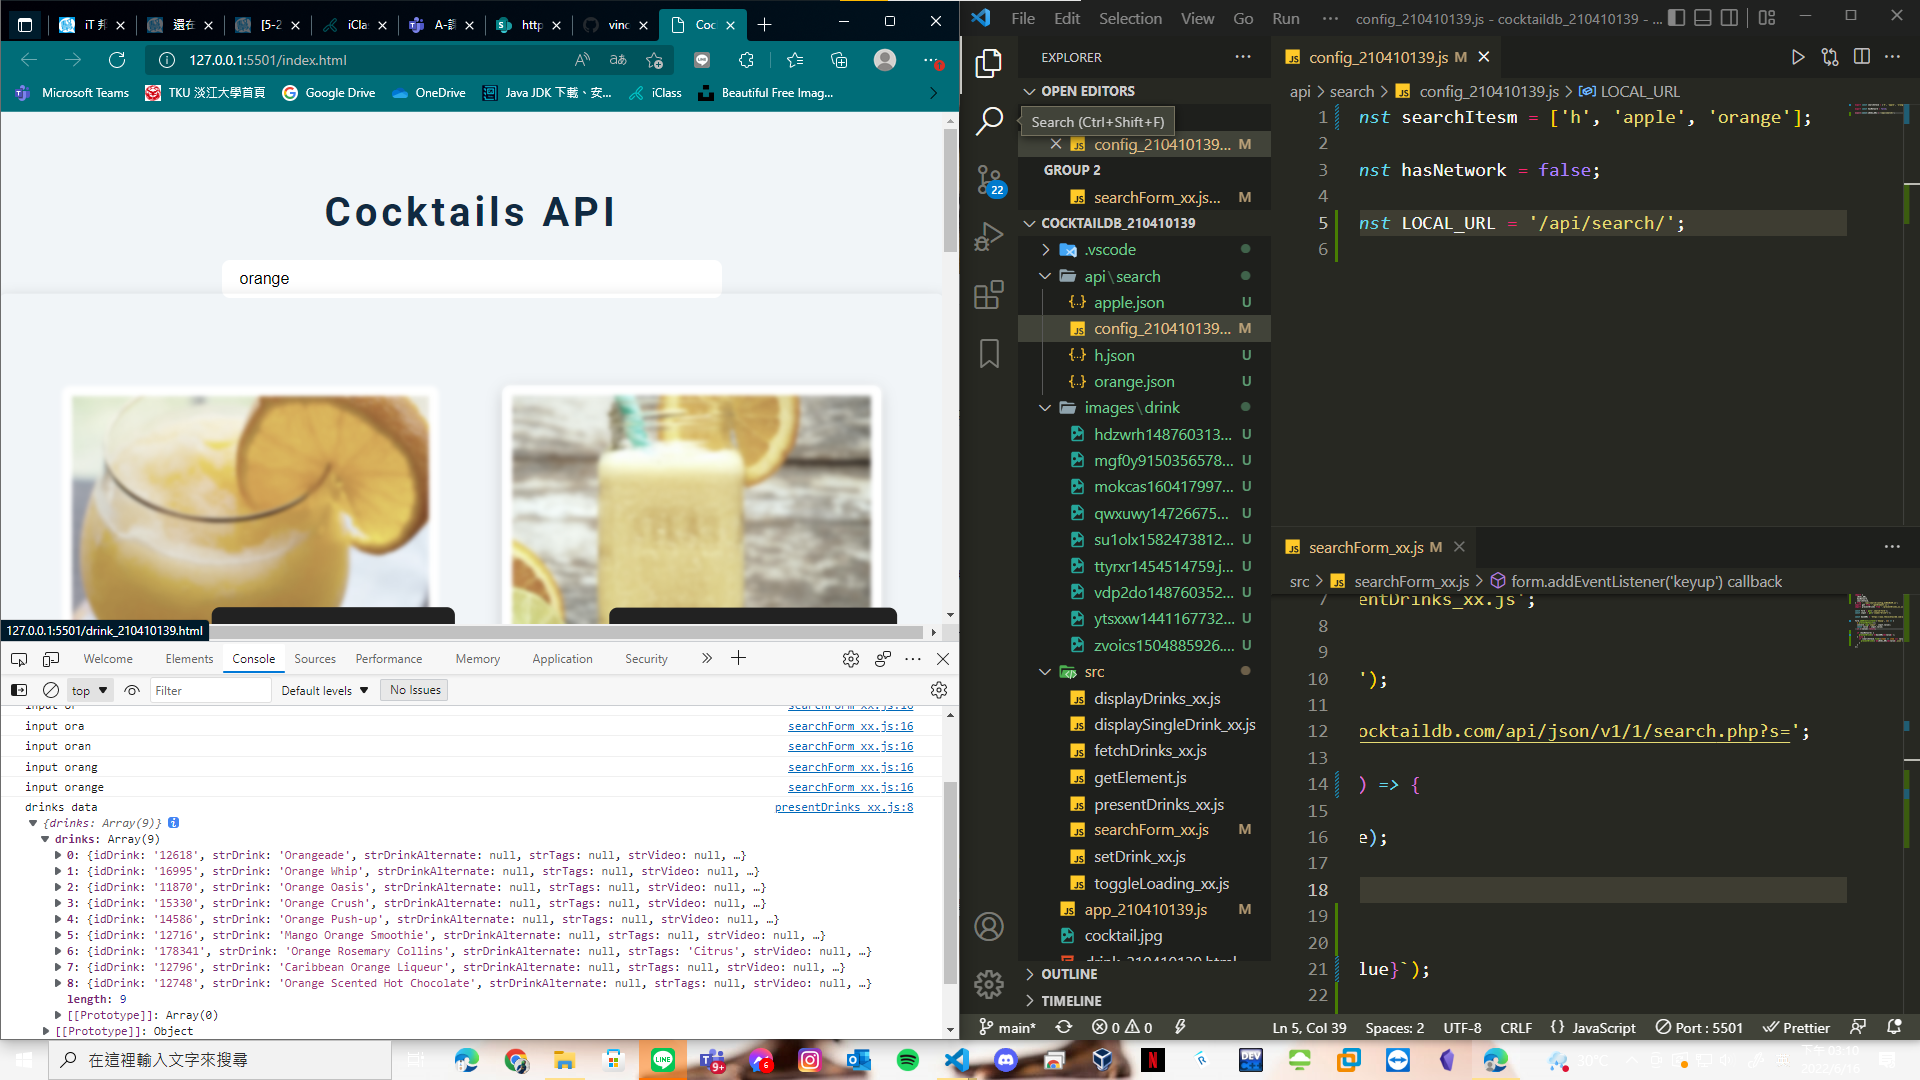 iT 邦
還在
[5-2
iCla
A-課
http
vinc
Coc
127.0.0.1:5501/index.html
Microsoft Teams
TKU 淡江大學首頁
Google Drive
OneDrive
Java JDK 下載、安...
iClass
Beautiful Free Imag...
Cocktails API
orange
127.0.0.1:5501/drink_210410139.html
Welcome
Elements
Console
Sources
Performance
Memory
Application
Security
top
Filter
Default levels
No Issues
input or searchForm_xx.js:16
input ora searchForm_xx.js:16
input oran searchForm_xx.js:16
input orang searchForm_xx.js:16
input orange searchForm_xx.js:16
drinks data presentDrinks_xx.js:8
{drinks: Array(9)}
drinks: Array(9)
0: {idDrink: '12618', strDrink: 'Orangeade', strDrinkAlternate: null, strTags: null, strVideo: null, …}
1: {idDrink: '16995', strDrink: 'Orange Whip', strDrinkAlternate: null, strTags: null, strVideo: null, …}
2: {idDrink: '11870', strDrink: 'Orange Oasis', strDrinkAlternate: null, strTags: null, strVideo: null, …}
3: {idDrink: '15330', strDrink: 'Orange Crush', strDrinkAlternate: null, strTags: null, strVideo: null, …}
4: {idDrink: '14586', strDrink: 'Orange Push-up', strDrinkAlternate: null, strTags: null, strVideo: null, …}
5: {idDrink: '12716', strDrink: 'Mango Orange Smoothie', strDrinkAlternate: null, strTags: null, strVideo: null, …}
6: {idDrink: '178341', strDrink: 'Orange Rosemary Collins', strDrinkAlternate: null, strTags: 'Citrus', strVideo: null, …}
7: {idDrink: '12796', strDrink: 'Caribbean Orange Liqueur', strDrinkAlternate: null, strTags: null, strVideo: null, …}
8: {idDrink: '12748', strDrink: 'Orange Scented Hot Chocolate', strDrinkAlternate: null, strTags: null, strVideo: null, …}
length: 9
[[Prototype]]: Array(0)
[[Prototype]]: Object
File Edit Selection View Go Run ···
config_210410139.js - cocktaildb_210410139 - ...
EXPLORER
OPEN EDITORS
Search (Ctrl+Shift+F)
config_210410139... M
GROUP 2
searchForm_xx.js... M
COCKTAILDB_210410139
.vscode
api\search
apple.json U
config_210410139... M
h.json U
orange.json U
images\drink
hdzwrh148760313... U
mgf0y9150356578... U
mokcas160417997... U
qwxuwy14726675... U
su1olx1582473812... U
ttyrxr1454514759.j... U
vdp2do148760352... U
ytsxxw1441167732... U
zvoics1504885926.... U
src
displayDrinks_xx.js
displaySingleDrink_xx.js
fetchDrinks_xx.js
getElement.js
presentDrinks_xx.js
searchForm_xx.js M
setDrink_xx.js
toggleLoading_xx.js
app_210410139.js M
cocktail.jpg
drink_210410139.html
OUTLINE
TIMELINE
22
config_210410139.js M
api > search > config_210410139.js > LOCAL_URL
1 nst searchItesm = ['h', 'apple', 'orange'];
2
3 nst hasNetwork = false;
4
5 nst LOCAL_URL = '/api/search/';
6
searchForm_xx.js M
src > searchForm_xx.js > form.addEventListener('keyup') callback
7 entDrinks_xx.js';
8
9
10 ');
11
12 ocktaildb.com/api/json/v1/1/search.php?s=';
13
14 ) => {
15
16 e);
17
18
19
20
21 lue}`);
22
main*
0 0
Ln 5, Col 39
Spaces: 2
UTF-8
CRLF
{} JavaScript
Port : 5501
Prettier
在這裡輸入文字來搜尋
9+
6
30°C
下午 03:10
2022/6/16